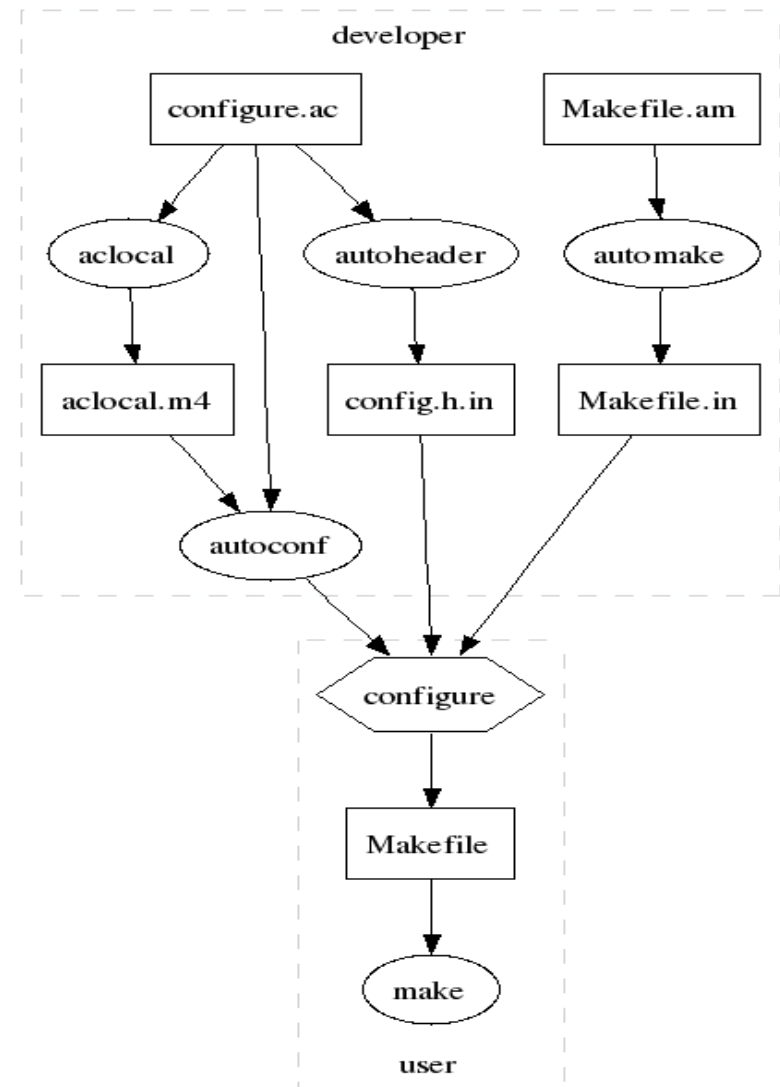 developer
configure.ac
Makefile.am
aclocal
autoheader
automake
aclocal.m4
config.h.in
Makefile.in
autoconf
configure
Makefile
make
user